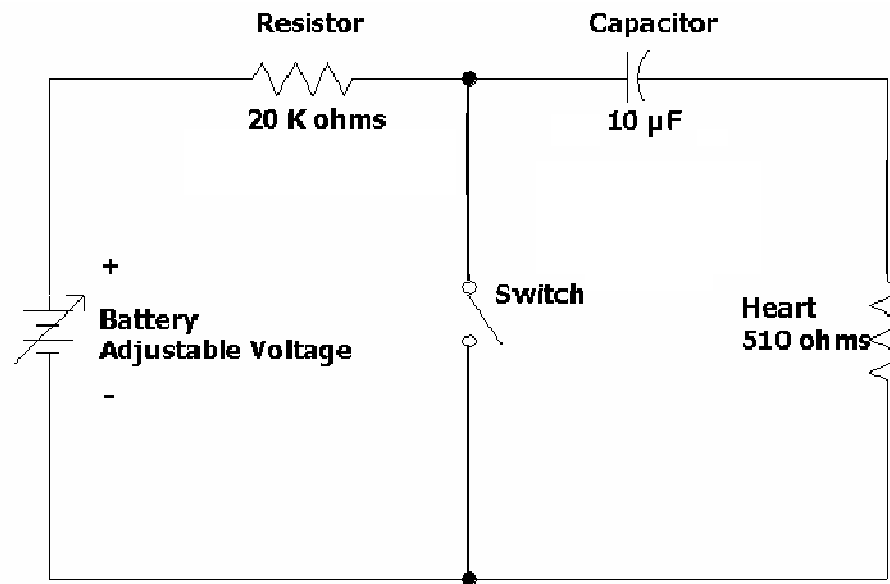 Resistor
Capacitor
20 K ohms
10 µF
+
Switch
Battery
Adjustable Voltage
Heart
510 ohms
-